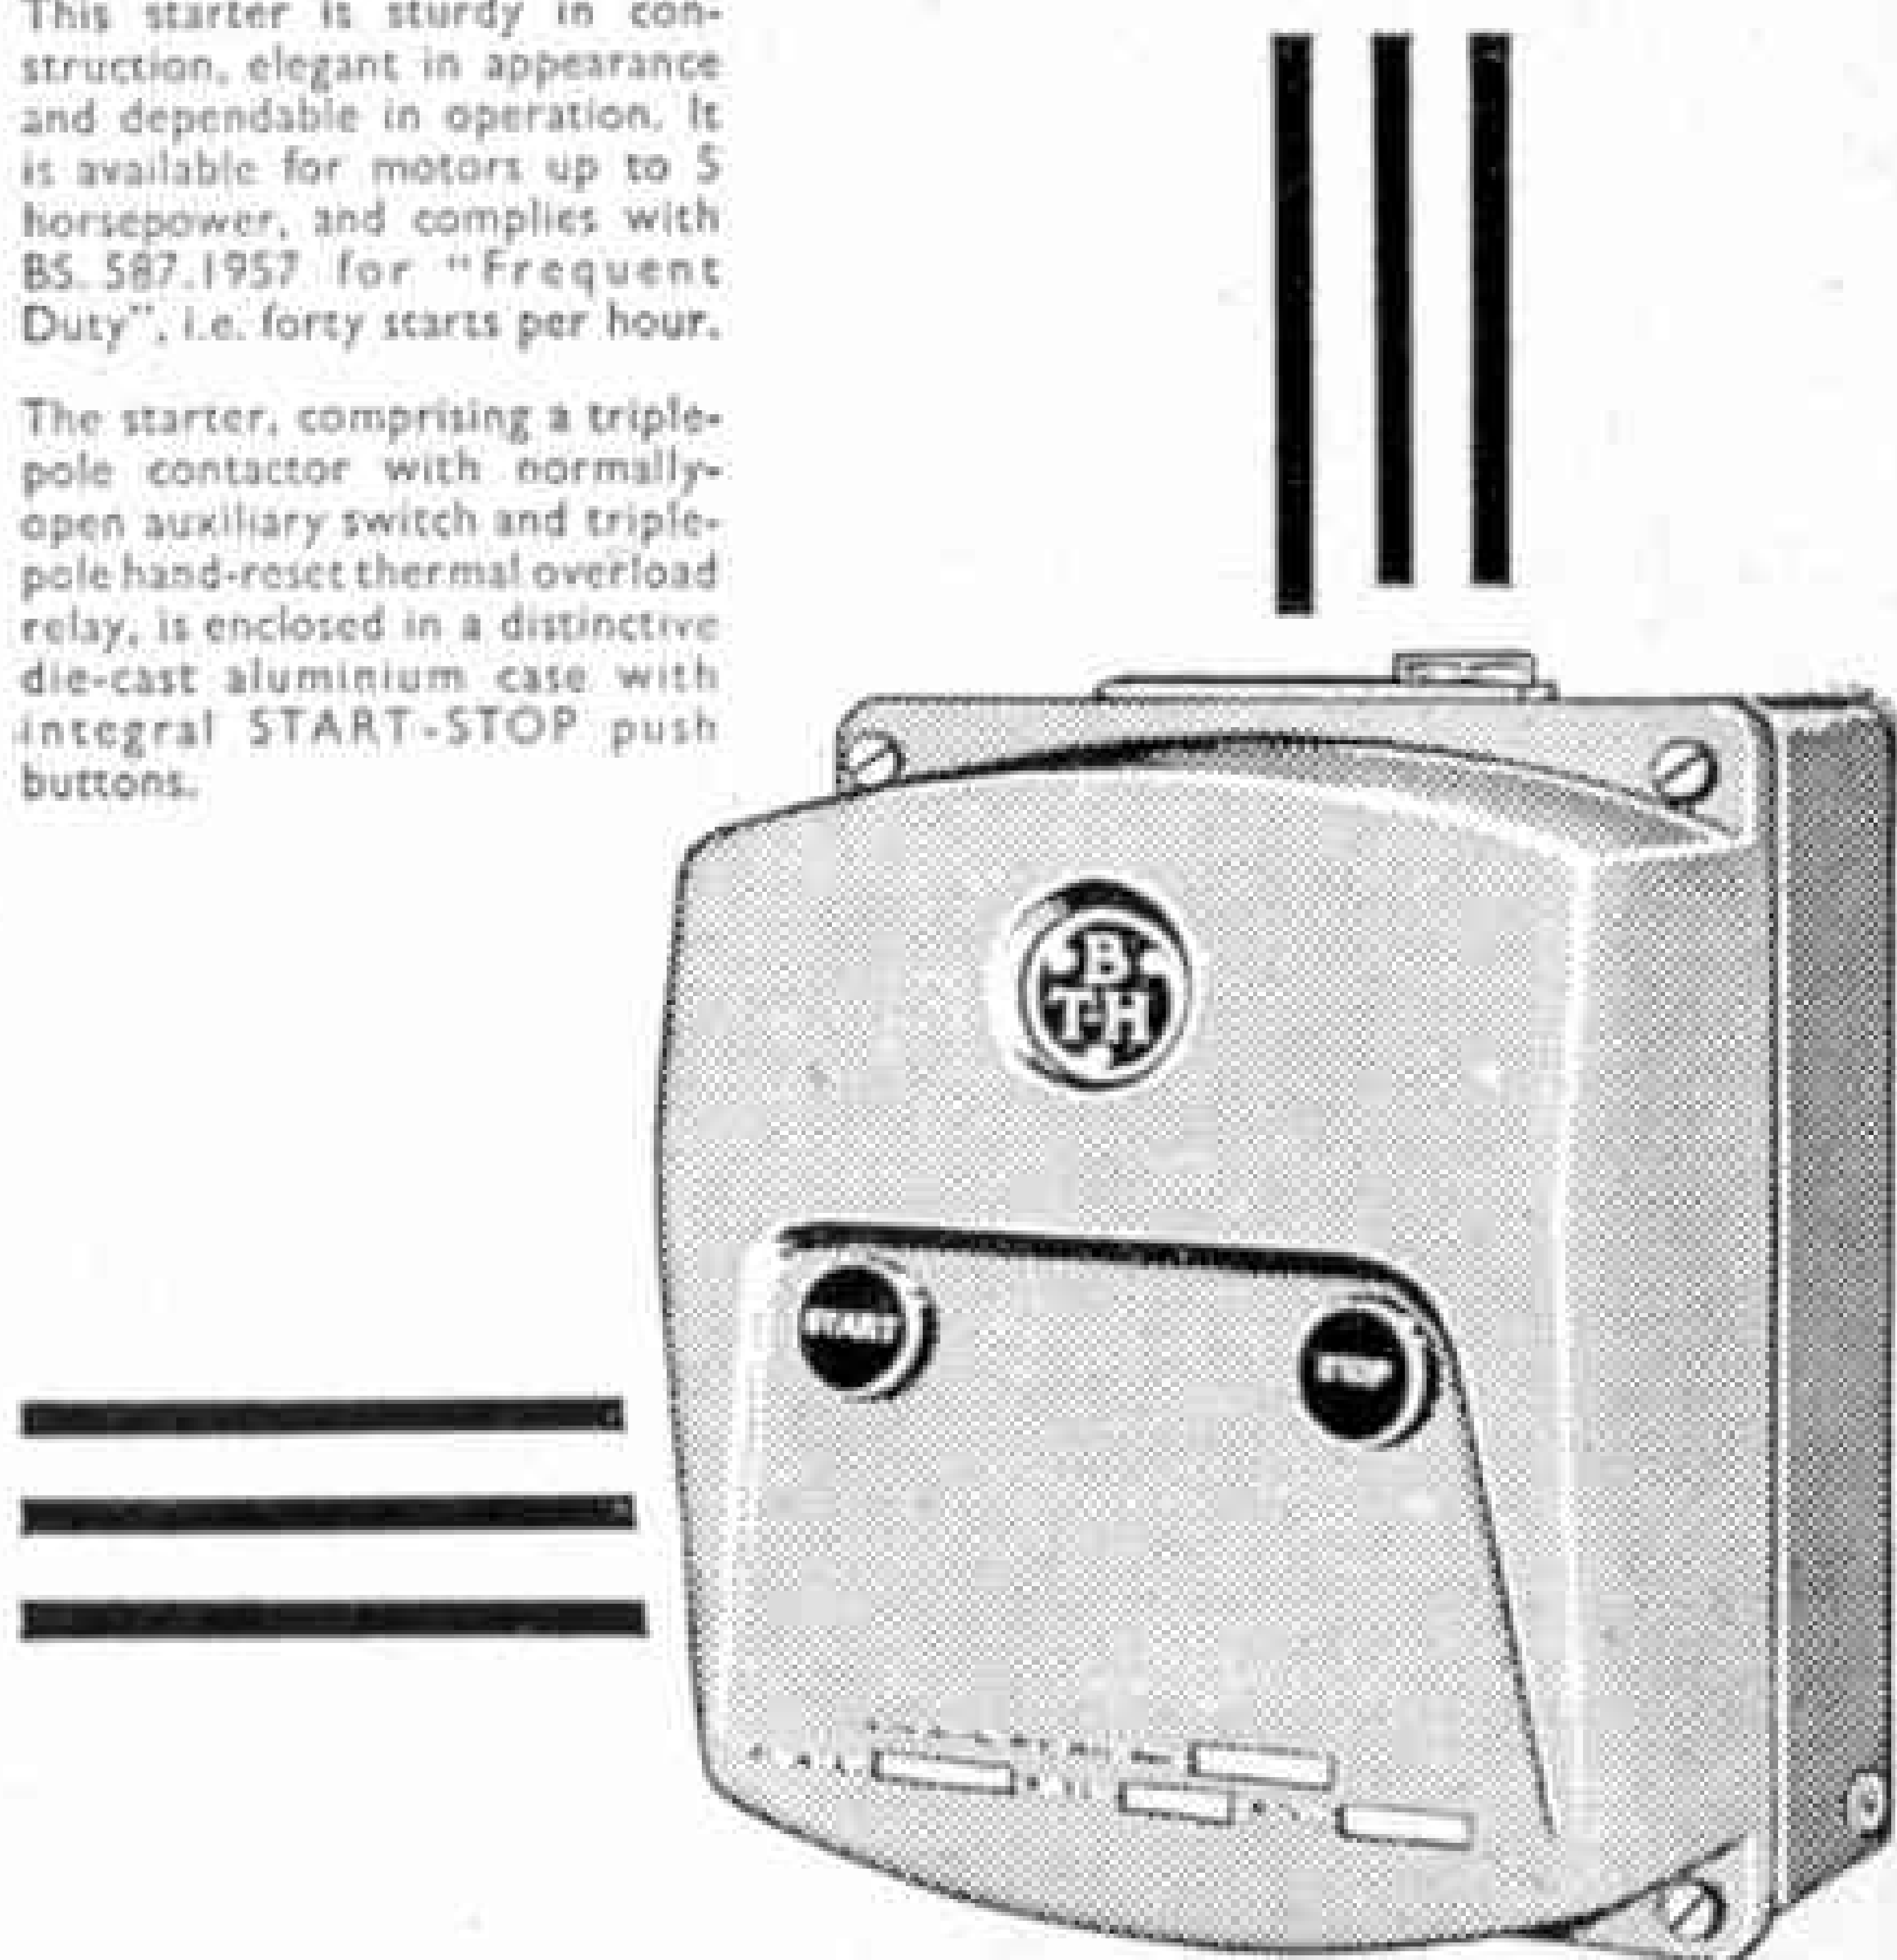 This starter is sturdy in con-
struction, elegant in appearance
and dependable in operation. It
is available for motors up to 5
horsepower, and complies with
BS. 587.1957 for "Frequent
Duty", i.e. forty starts per hour.
The starter, comprising a triple-
pole contactor with normally-
open auxiliary switch and triple-
pole hand-reset thermal overload
relay, is enclosed in a distinctive
die-cast aluminium case with
integral START-STOP push
buttons.
B
T-H
START
STOP